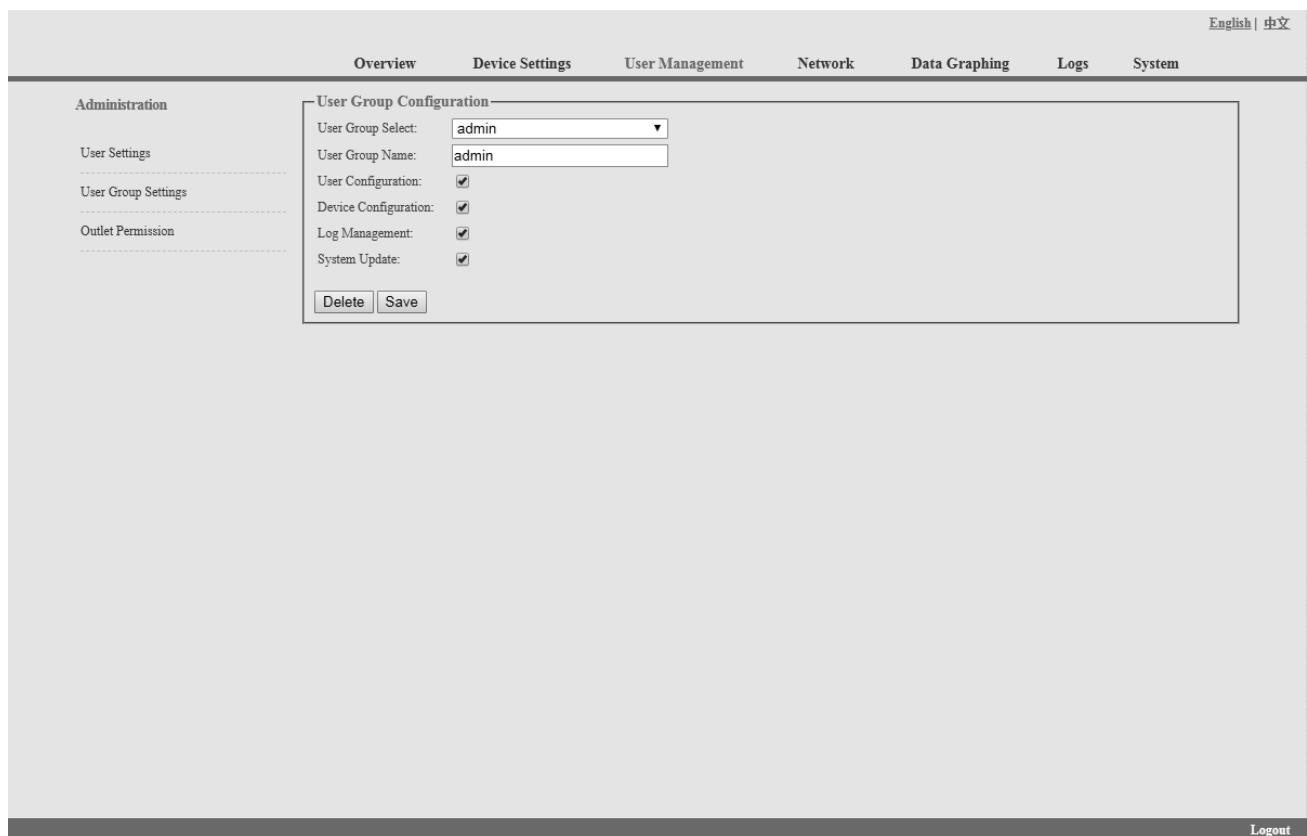 English | 中文
Overview Device Settings User Management Network Data Graphing Logs System
Administration
User Settings
User Group Settings
Outlet Permission
User Group Configuration
User Group Select: admin
User Group Name: admin
User Configuration:
Device Configuration:
Log Management:
System Update:
Delete Save
Logout